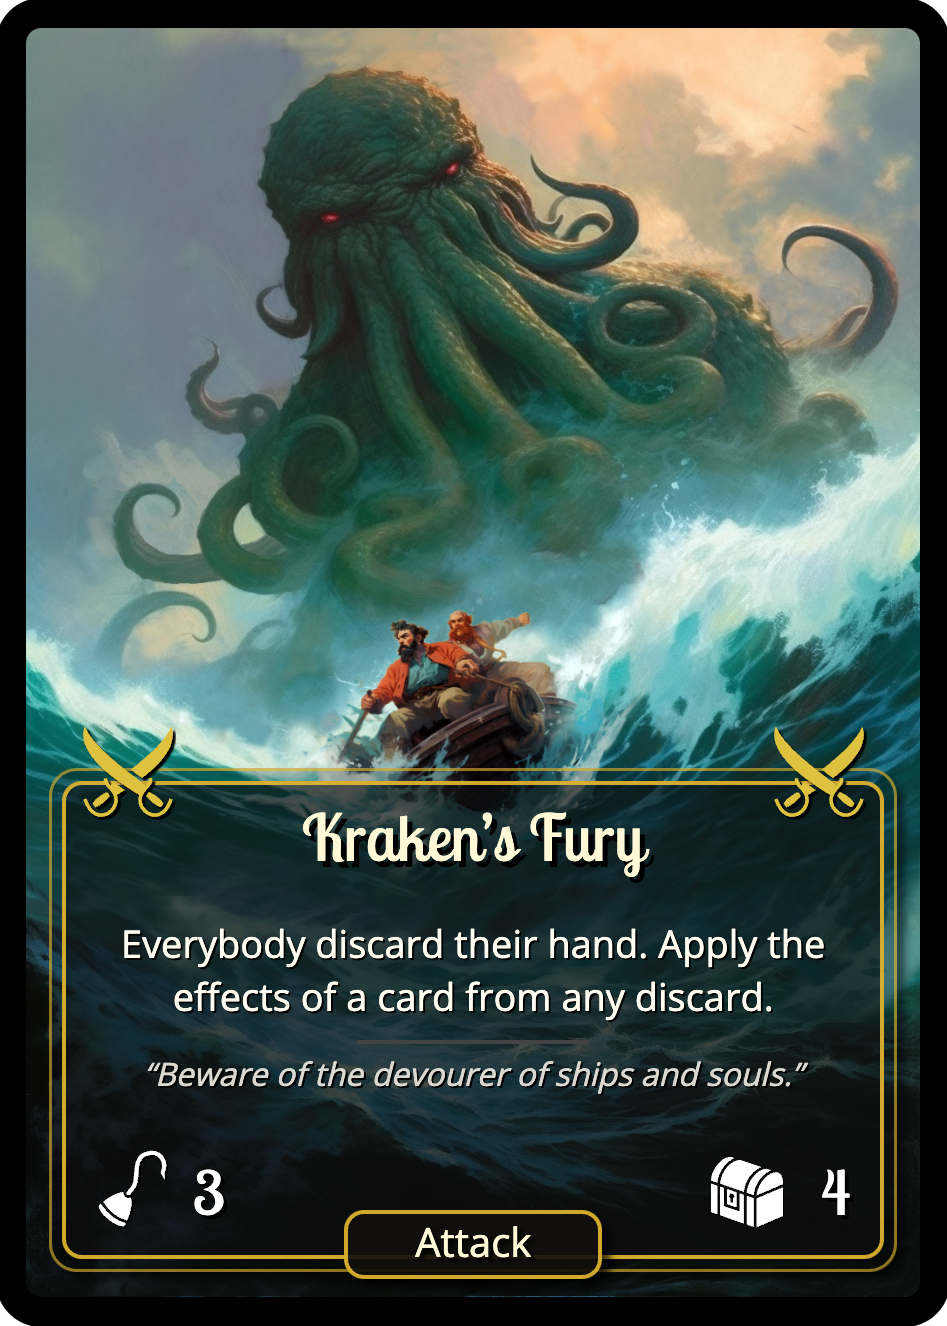 Kraken’s Fury
Everybody discard their hand. Apply the
effects of a card from any discard.
“Beware of the devourer of ships and souls.”
3
4
Attack